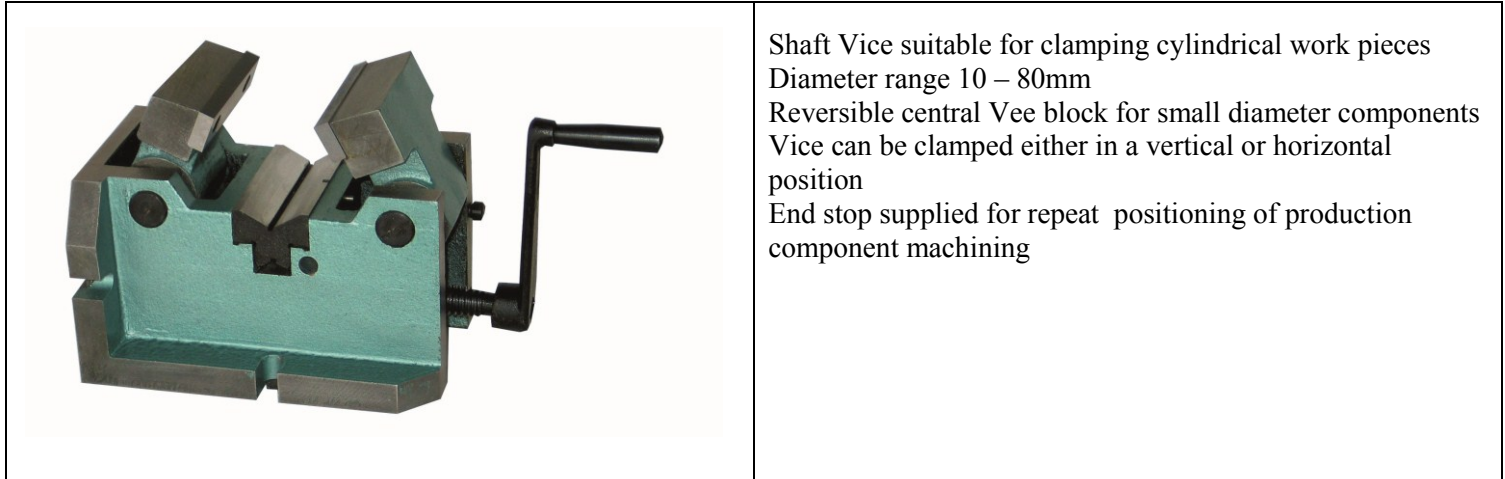 Shaft Vice suitable for clamping cylindrical work pieces
Diameter range 10 – 80mm
Reversible central Vee block for small diameter components
Vice can be clamped either in a vertical or horizontal
position
End stop supplied for repeat  positioning of production
component machining